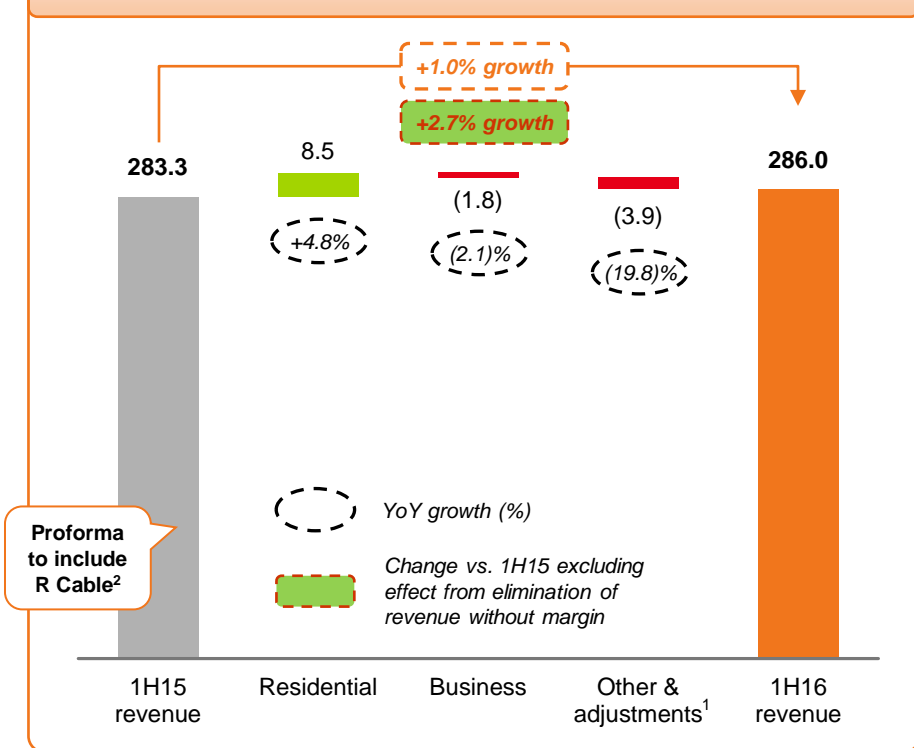 +1.0% growth
+2.7% growth
283.3
8.5
(1.8)
(3.9)
286.0
+4.8%
(2.1)%
(19.8)%
YoY growth (%)
Proforma
to include
R Cable²
Change vs. 1H15 excluding
effect from elimination of
revenue without margin
1H15
revenue
Residential
Business
Other &
adjustments¹
1H16
revenue